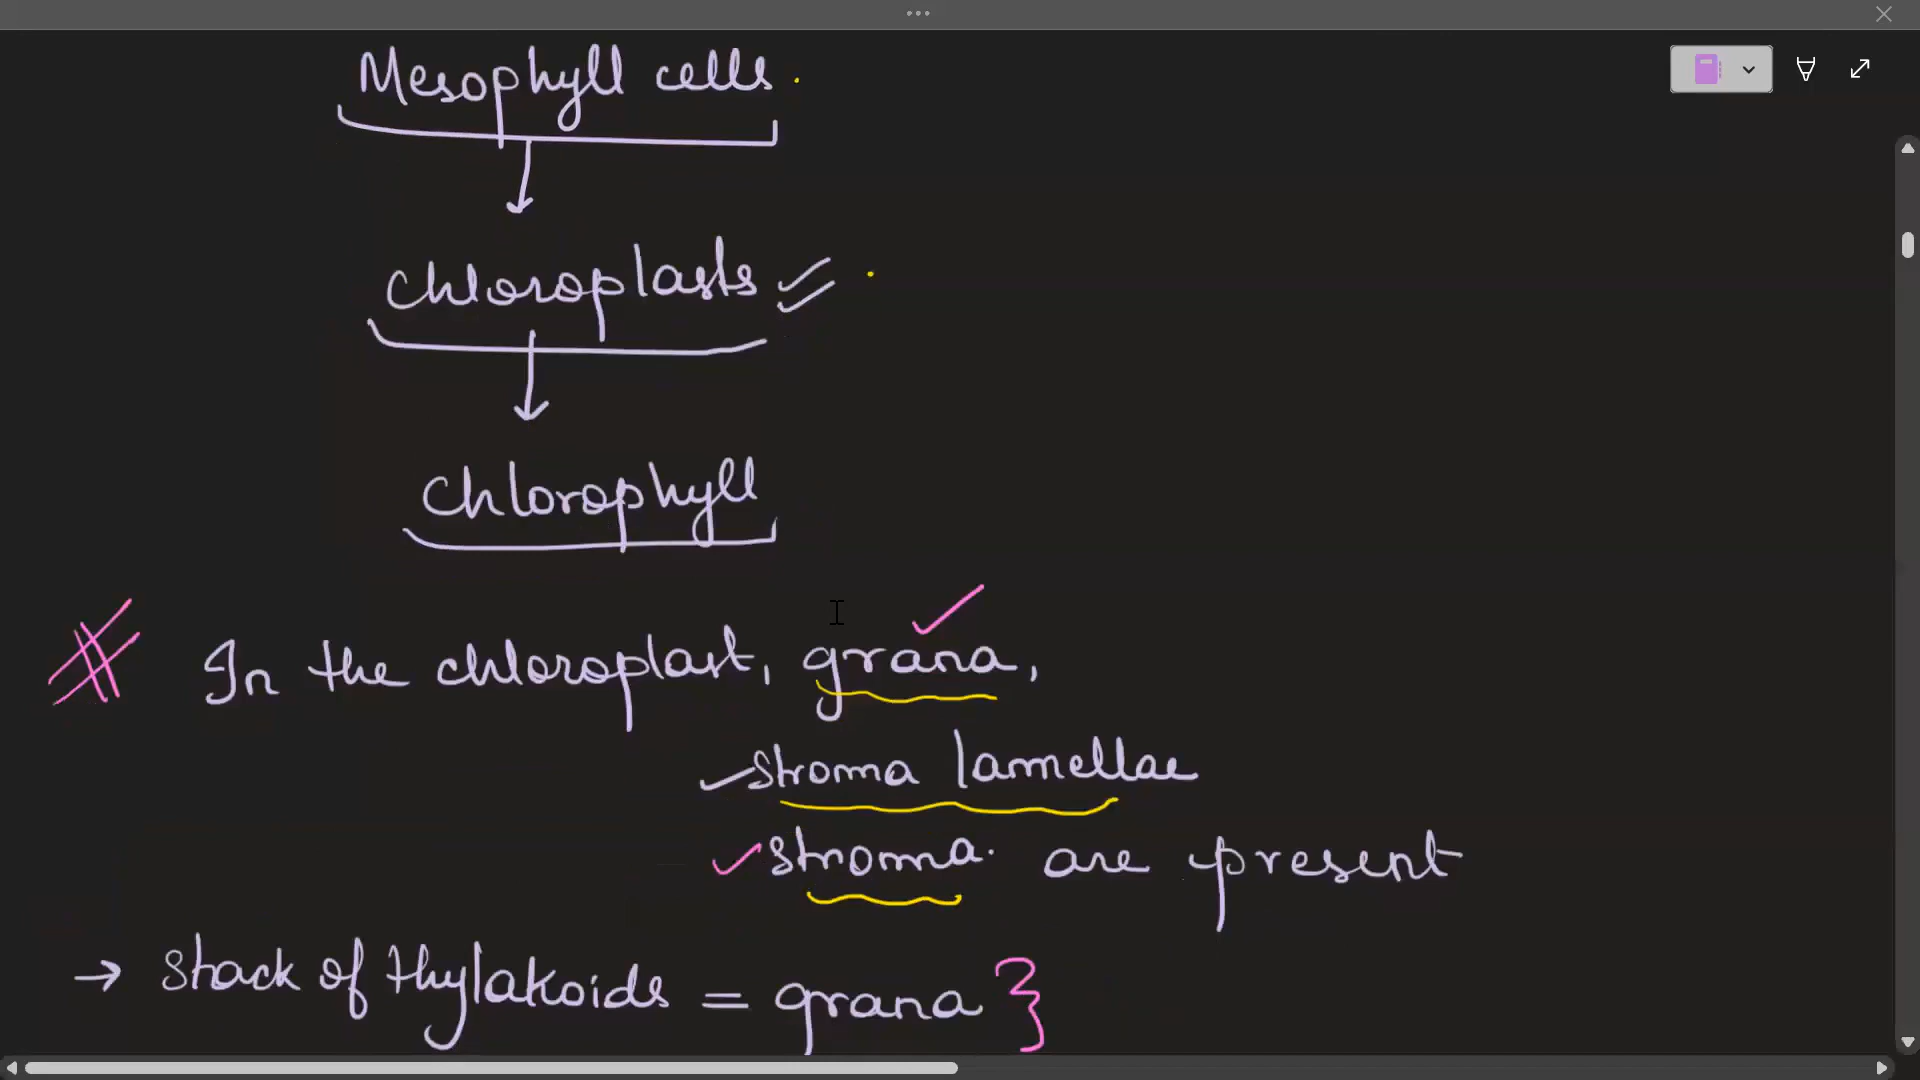 Mesophyll cells
chloroplasts
chlorophyll
In the chloroplast, grana,
stroma lamellae
stroma. are present
→ stack of thylakoids = grana }